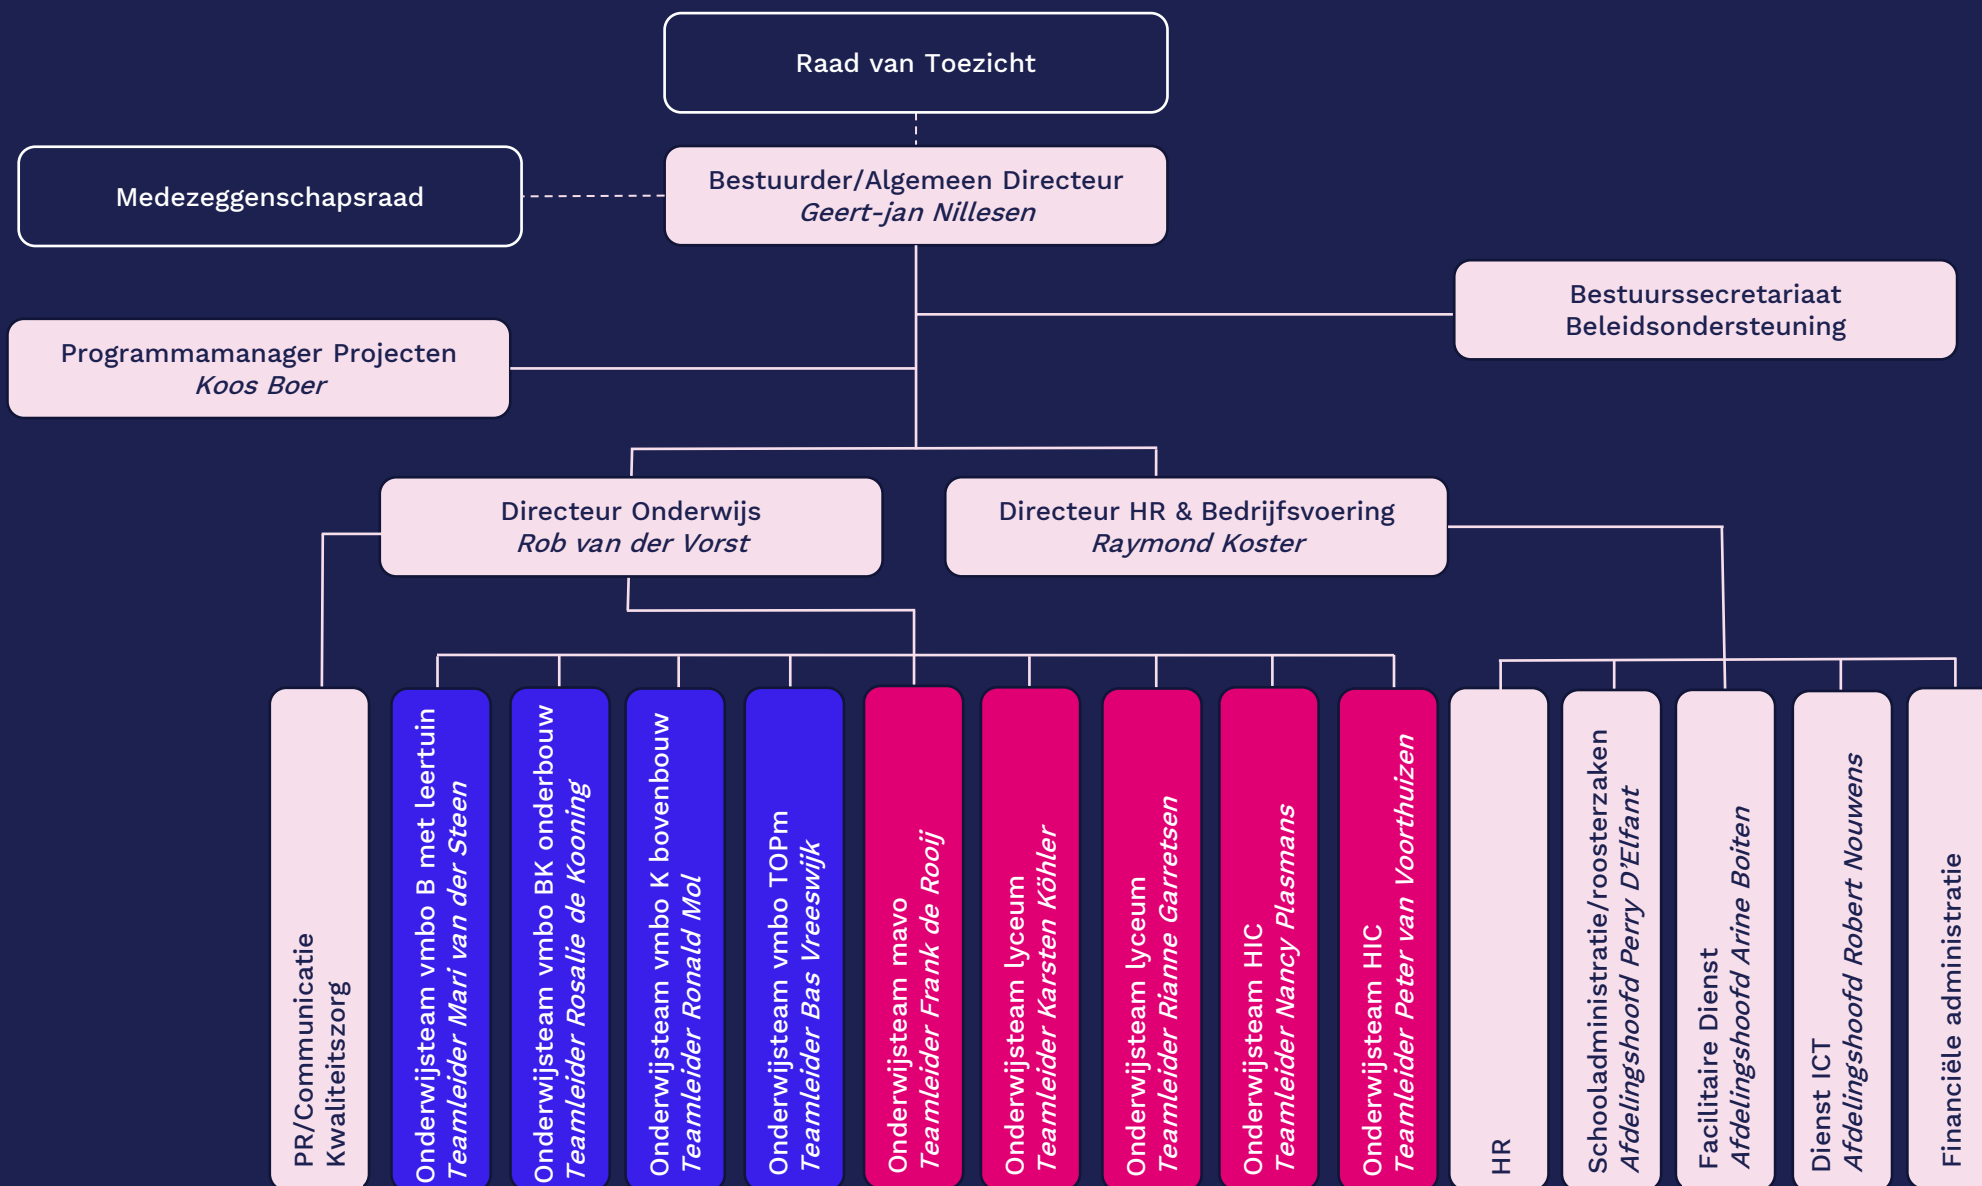 Raad van Toezicht
Medezeggenschapsraad
Bestuurder/Algemeen Directeur
Geert-jan Nillesen
Bestuurssecretariaat
Beleidsondersteuning
Programmamanager Projecten
Koos Boer
Directeur Onderwijs
Rob van der Vorst
Directeur HR & Bedrijfsvoering
Raymond Koster
PR/Communicatie
Kwaliteitszorg
Onderwijsteam vmbo B met leertuin
Teamleider Mari van der Steen
Onderwijsteam vmbo BK onderbouw
Teamleider Rosalie de Kooning
Onderwijsteam vmbo K bovenbouw
Teamleider Ronald Mol
Onderwijsteam vmbo TOPm
Teamleider Bas Vreeswijk
Onderwijsteam mavo
Teamleider Frank de Rooij
Onderwijsteam lyceum
Teamleider Karsten Köhler
Onderwijsteam lyceum
Teamleider Rianne Garretsen
Onderwijsteam HIC
Teamleider Nancy Plasmans
Onderwijsteam HIC
Teamleider Peter van Voorthuizen
HR
Schooladministratie/roosterzaken
Afdelingshoofd Perry D'Elfant
Facilitaire Dienst
Afdelingshoofd Arine Boiten
Dienst ICT
Afdelingshoofd Robert Nouwens
Financiële administratie